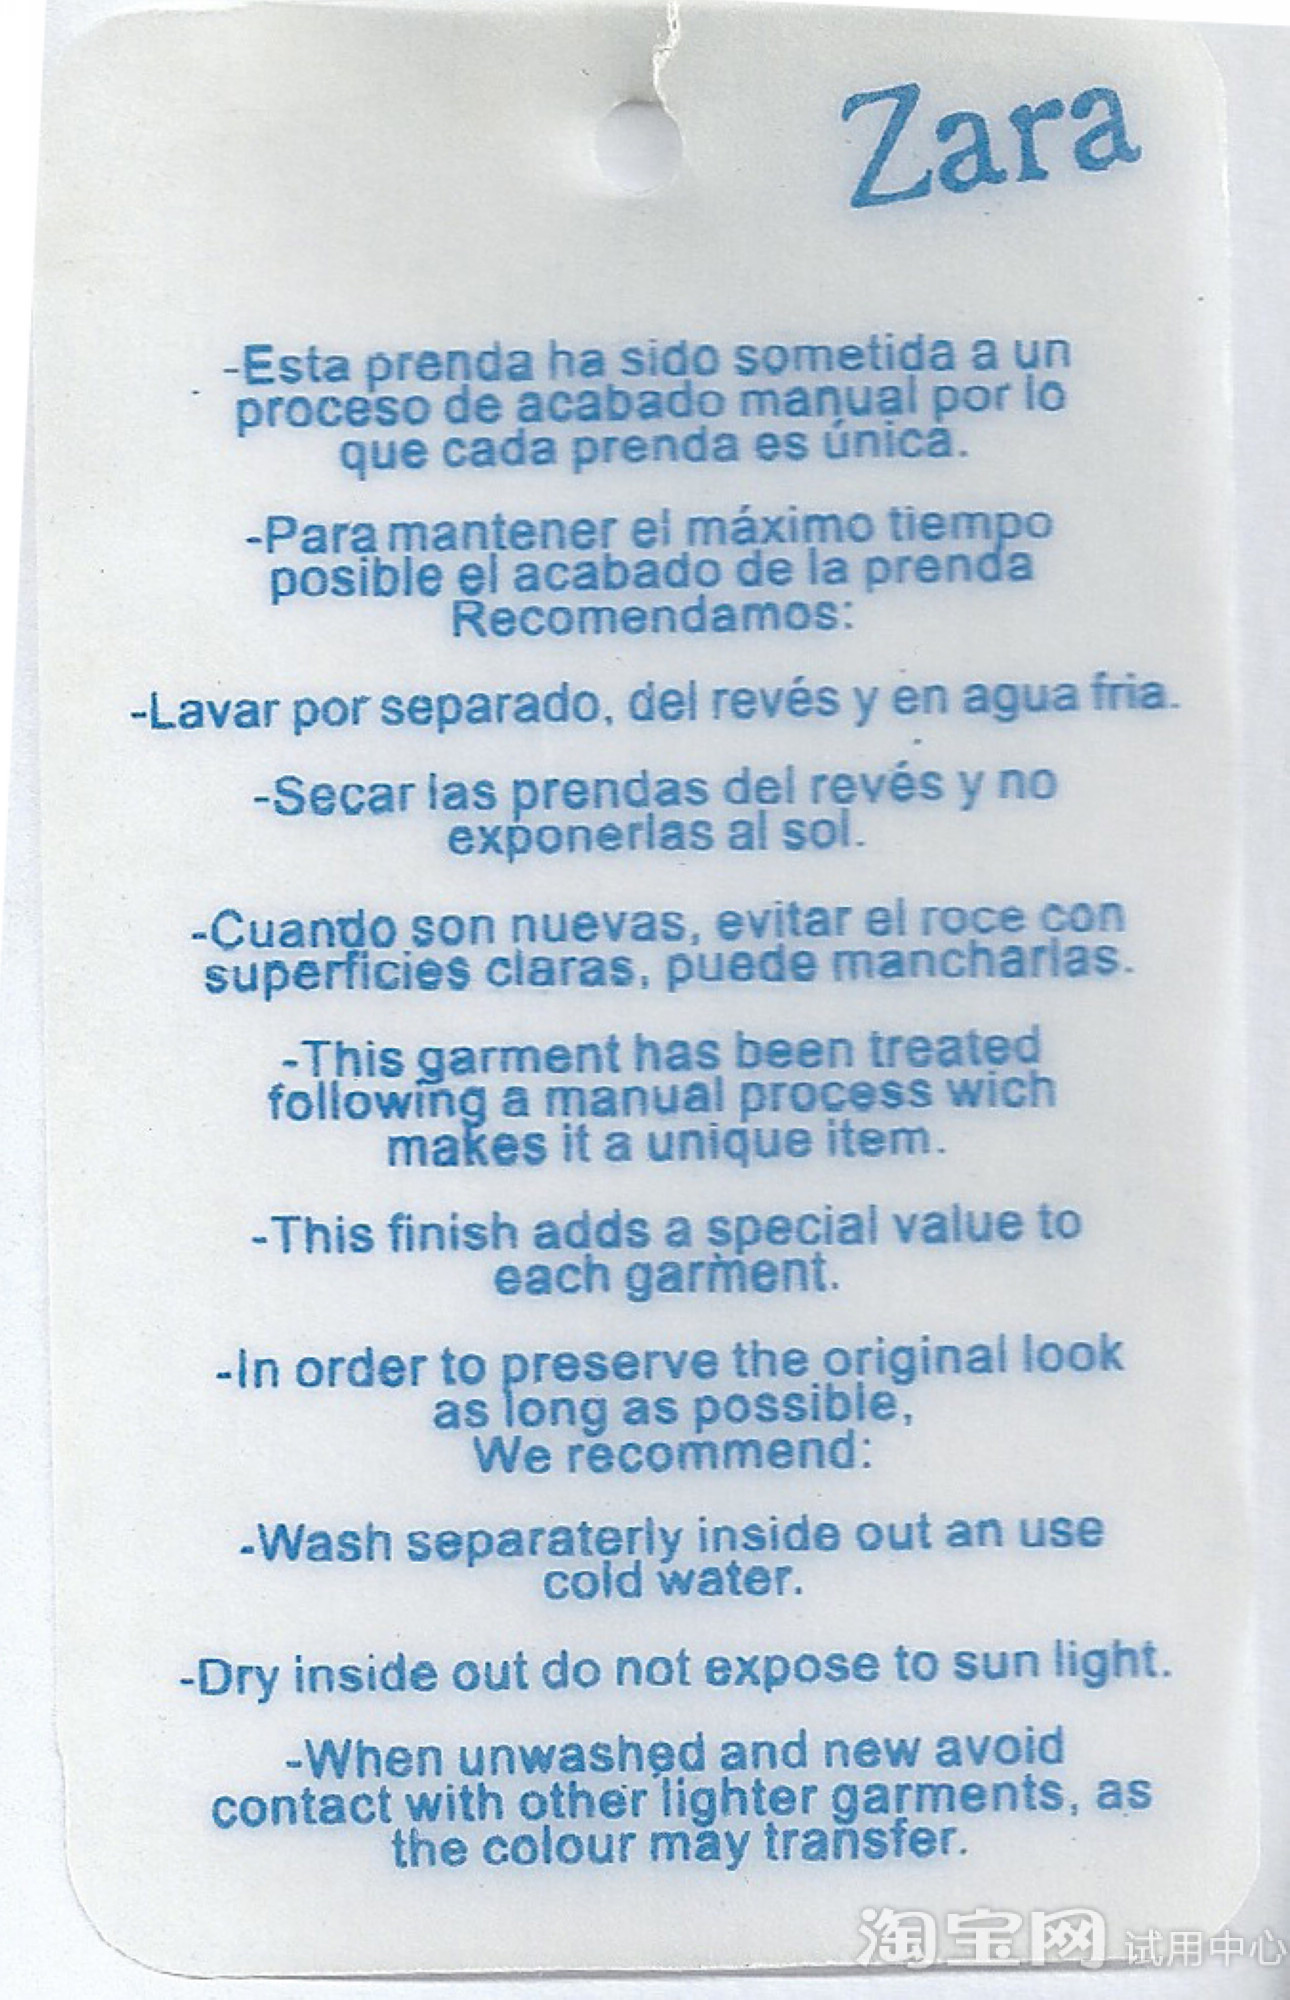 Zara
-Esta prenda ha sido sometida a un
proceso de acabado manual por lo
que cada prenda es única.
-Para mantener el máximo tiempo
posible el acabado de la prenda
Recomendamos:
-Lavar por separado, del revés y en agua fria.
-Secar las prendas del revés y no
exponerlas al sol.
-Cuando son nuevas, evitar el roce con
superficies claras, puede mancharlas.
-This garment has been treated
following a manual process wich
makes it a unique item.
-This finish adds a special value to
each garment.
-In order to preserve the original look
as long as possible,
We recommend:
-Wash separaterly inside out an use
cold water.
-Dry inside out do not expose to sun light.
-When unwashed and new avoid
contact with other lighter garments, as
the colour may transfer.
淘宝网 试用中心